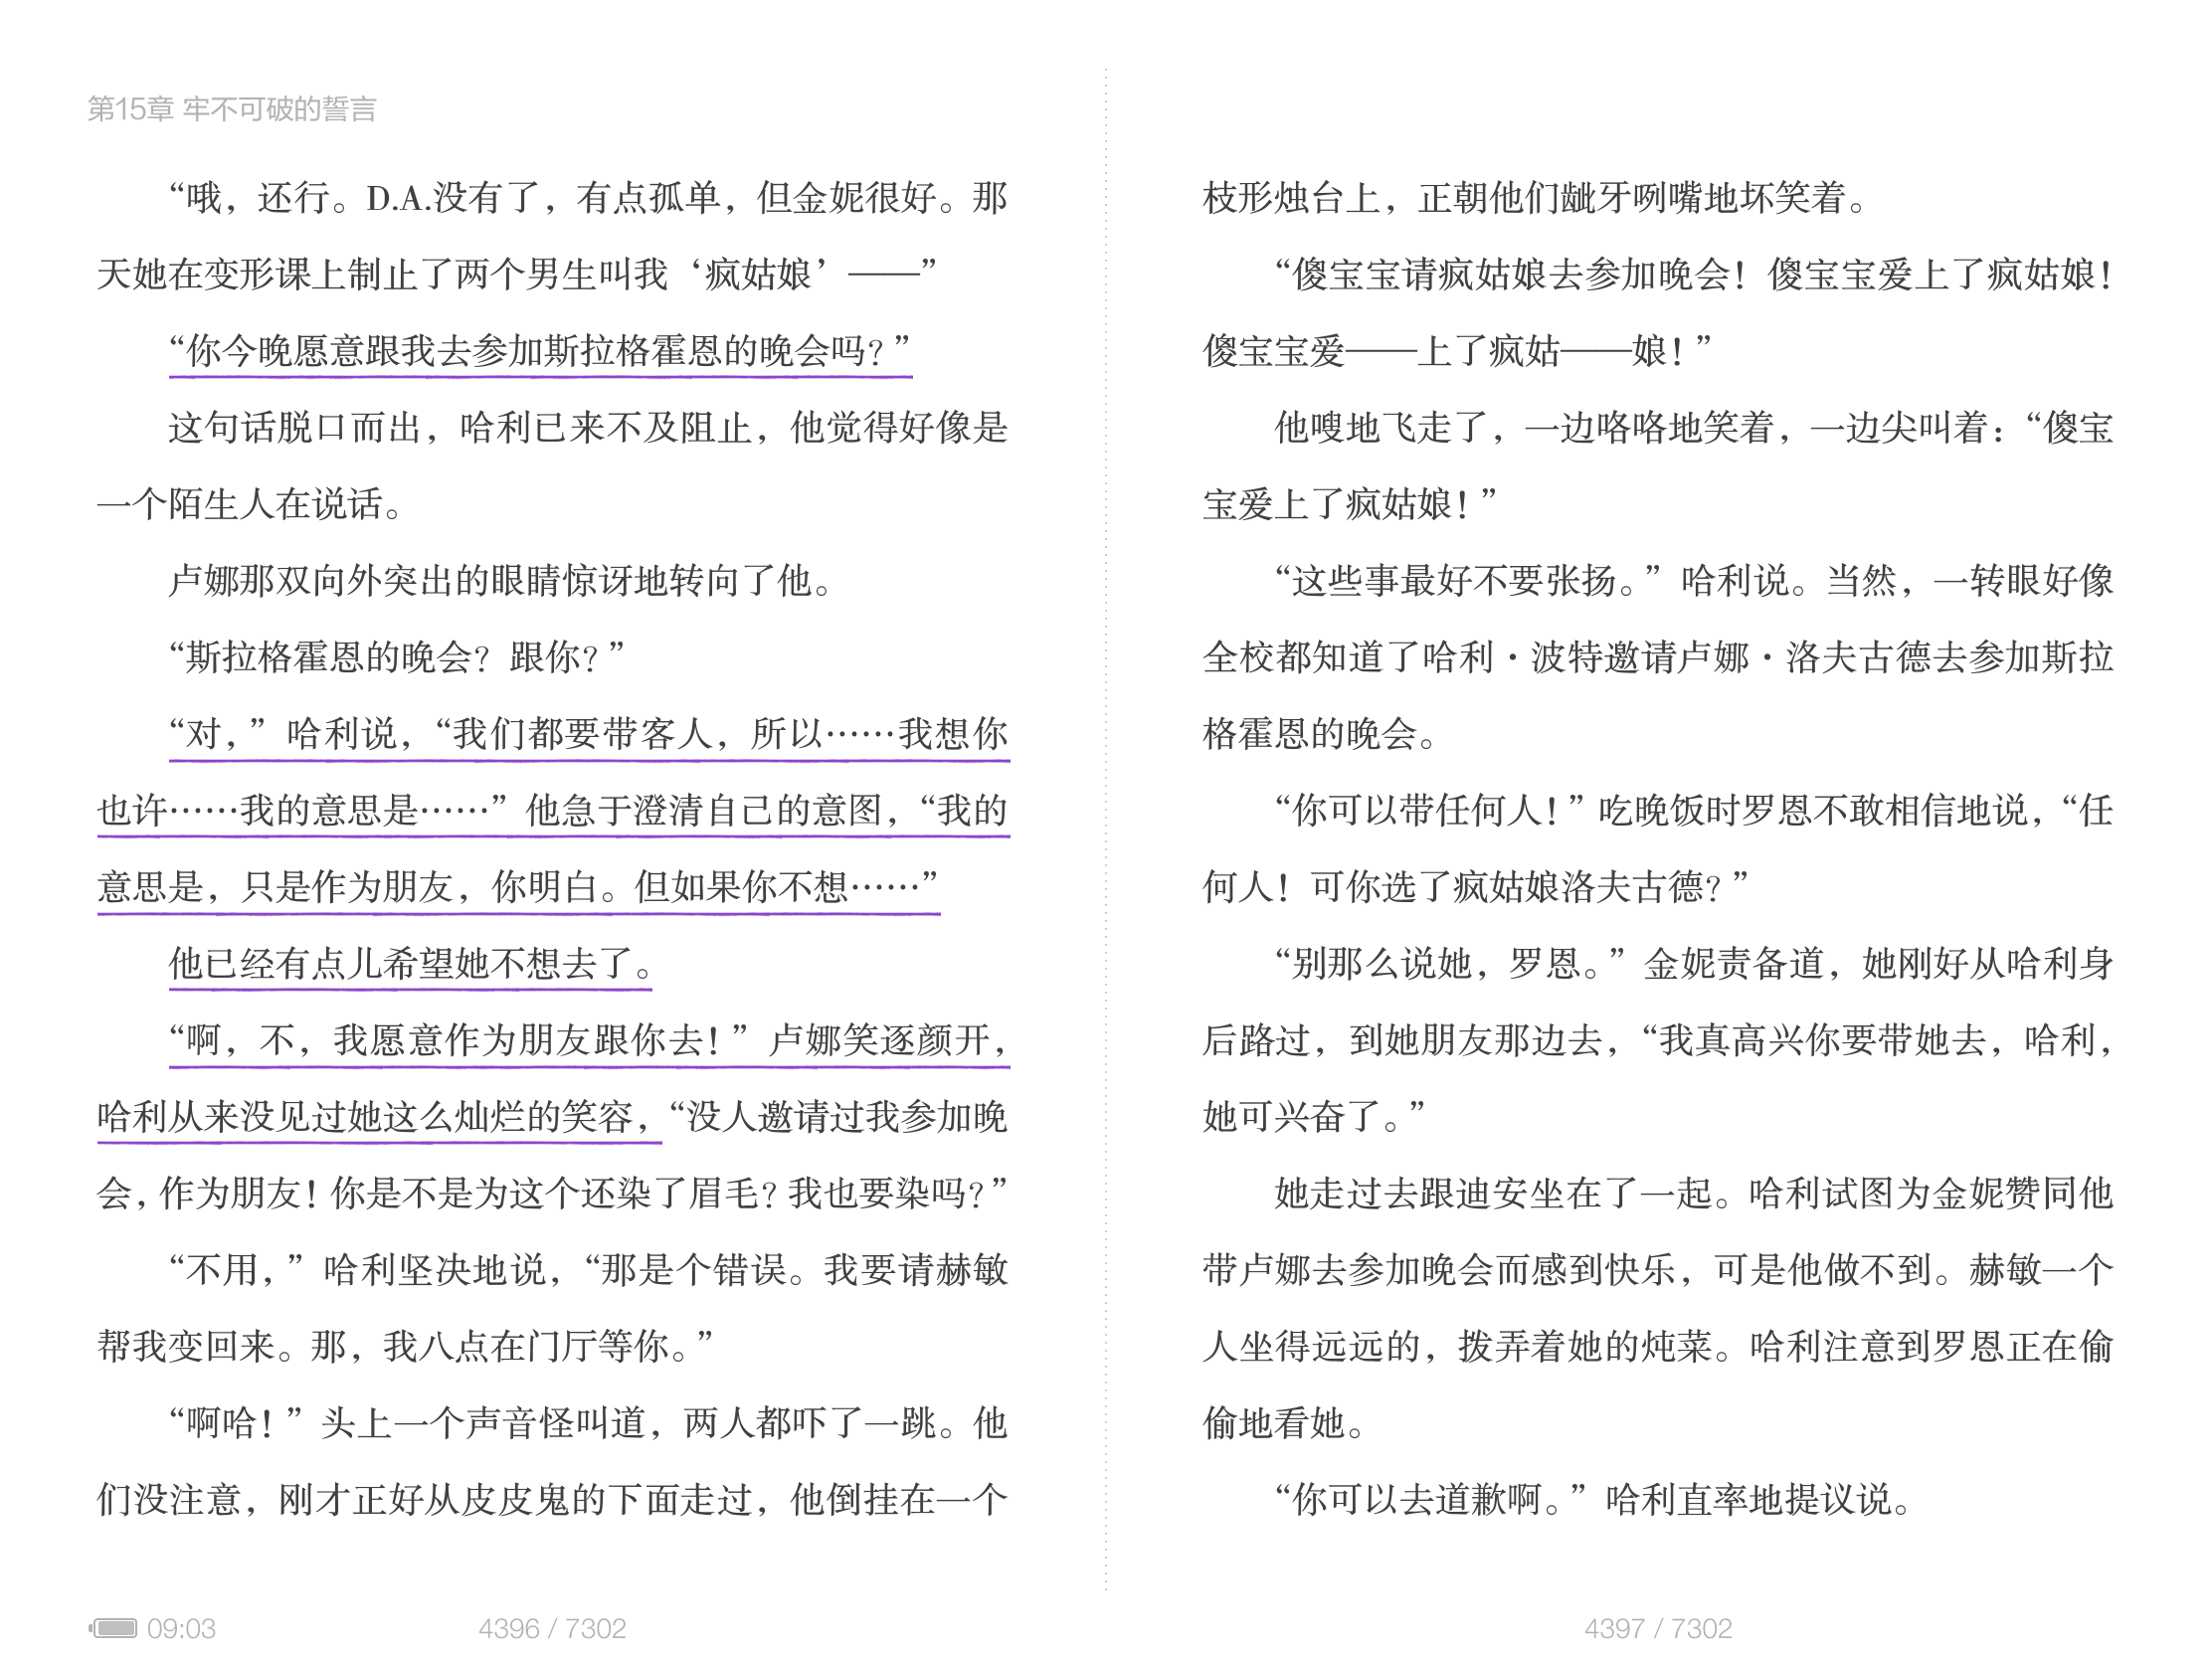 第15章 牢不可破的誓言
“哦，还行。D.A.没有了，有点孤单，但金妮很好。那
天她在变形课上制止了两个男生叫我‘疯姑娘’——”
“你今晚愿意跟我去参加斯拉格霍恩的晚会吗？”
这句话脱口而出，哈利已来不及阻止，他觉得好像是
一个陌生人在说话。
卢娜那双向外突出的眼睛惊讶地转向了他。
“斯拉格霍恩的晚会？跟你？”
“对，”哈利说，“我们都要带客人，所以……我想你
也许……我的意思是……”他急于澄清自己的意图，“我的
意思是，只是作为朋友，你明白。但如果你不想……”
他已经有点儿希望她不想去了。
“啊，不，我愿意作为朋友跟你去！”卢娜笑逐颜开，
哈利从来没见过她这么灿烂的笑容，“没人邀请过我参加晚
会，作为朋友！你是不是为这个还染了眉毛？我也要染吗？”
“不用，”哈利坚决地说，“那是个错误。我要请赫敏
帮我变回来。那，我八点在门厅等你。”
“啊哈！”头上一个声音怪叫道，两人都吓了一跳。他
们没注意，刚才正好从皮皮鬼的下面走过，他倒挂在一个
09:03
4396 / 7302
枝形烛台上，正朝他们龇牙咧嘴地坏笑着。
“傻宝宝请疯姑娘去参加晚会！傻宝宝爱上了疯姑娘！
傻宝宝爱——上了疯姑——娘！”
他嗖地飞走了，一边咯咯地笑着，一边尖叫着：“傻宝
宝爱上了疯姑娘！”
“这些事最好不要张扬。”哈利说。当然，一转眼好像
全校都知道了哈利·波特邀请卢娜·洛夫古德去参加斯拉
格霍恩的晚会。
“你可以带任何人！”吃晚饭时罗恩不敢相信地说，“任
何人！可你选了疯姑娘洛夫古德？”
“别那么说她，罗恩。”金妮责备道，她刚好从哈利身
后路过，到她朋友那边去，“我真高兴你要带她去，哈利，
她可兴奋了。”
她走过去跟迪安坐在了一起。哈利试图为金妮赞同他
带卢娜去参加晚会而感到快乐，可是他做不到。赫敏一个
人坐得远远的，拨弄着她的炖菜。哈利注意到罗恩正在偷
偷地看她。
“你可以去道歉啊。”哈利直率地提议说。
4397 / 7302